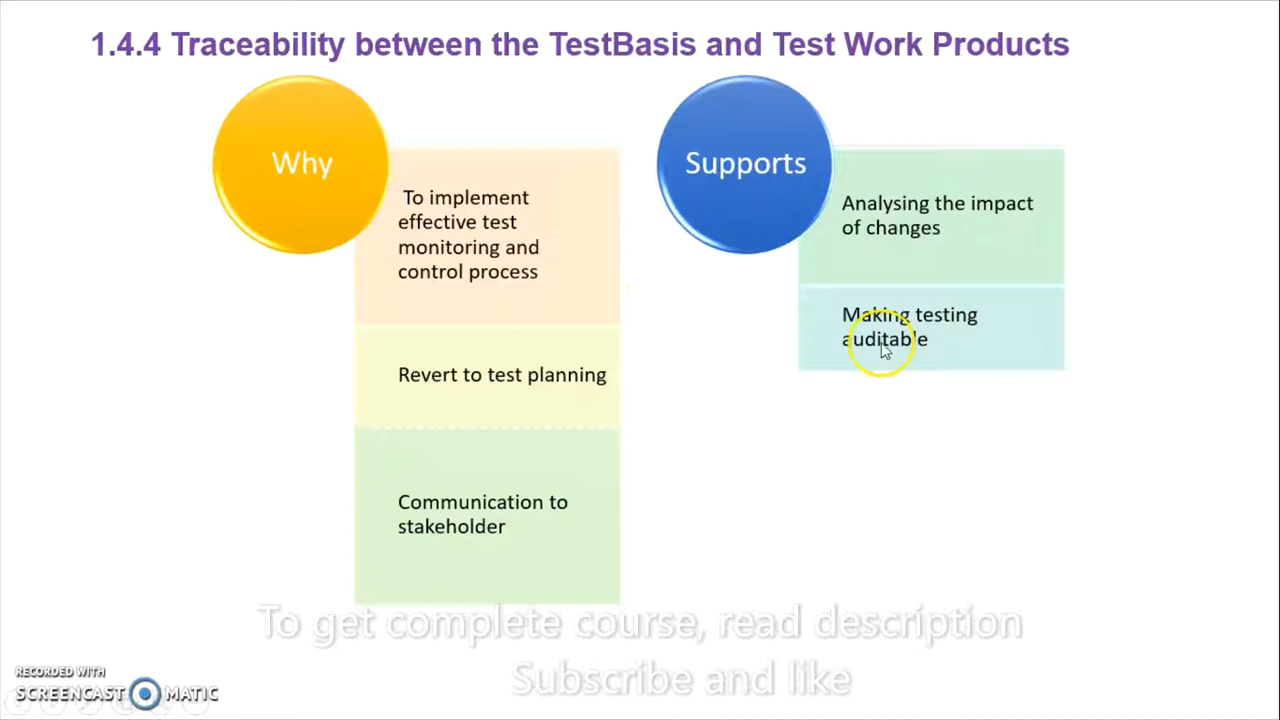 1.4.4 Traceability between the TestBasis and Test Work Products
Why
To implement
effective test
monitoring and
control process
Revert to test planning
Communication to
stakeholder
Supports
Analysing the impact
of changes
Making testing
auditable
To get complete course, read description
Subscribe and like
RECORDED WITH
SCREENCAST MATIC